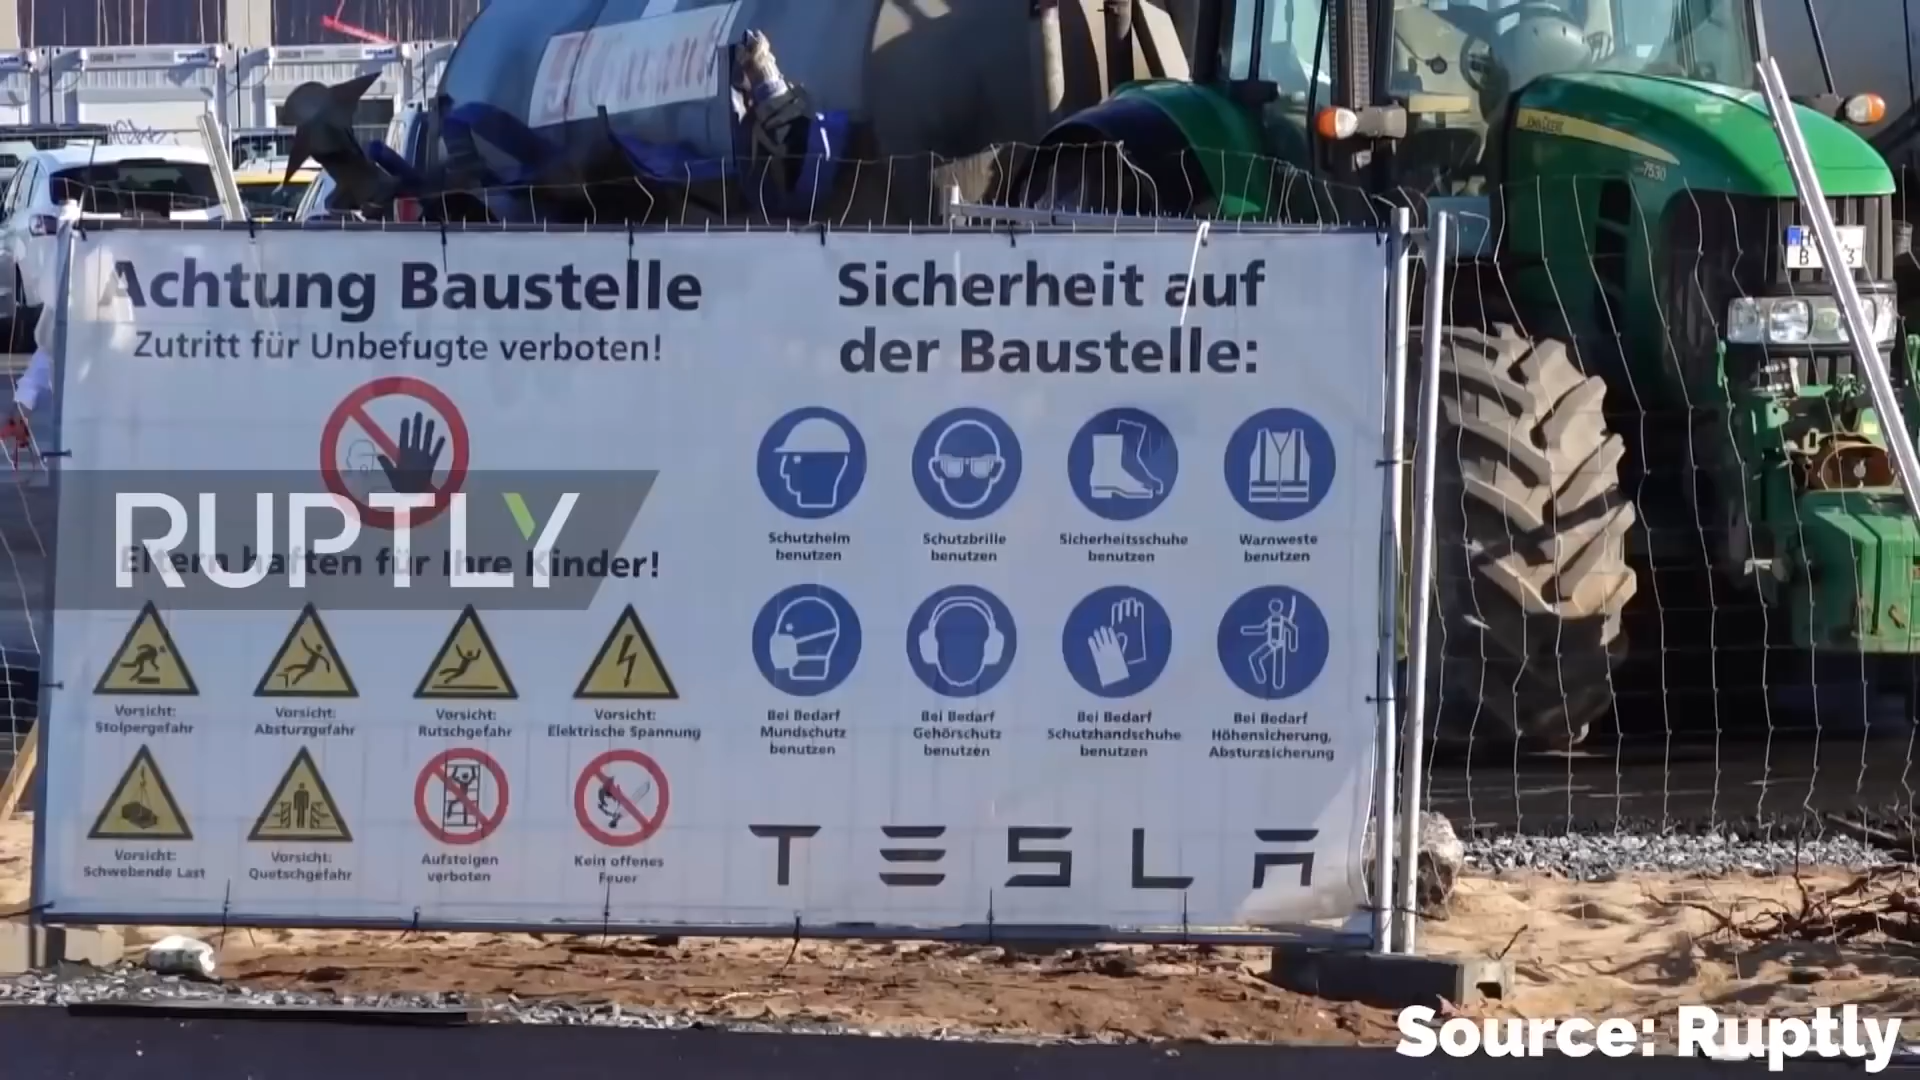 Achtung Baustelle
Zutritt für Unbefugte verboten!
Eltern haften für Ihre Kinder!
RUPTLY
Vorsicht:
Stolpergefahr
Vorsicht:
Absturzgefahr
Vorsicht:
Rutschgefahr
Vorsicht:
Elektrische Spannung
Vorsicht:
Schwebende Last
Vorsicht:
Quetschgefahr
Aufsteigen
verboten
Kein offenes
Feuer
Sicherheit auf
der Baustelle:
Schutzhelm
benutzen
Schutzbrille
benutzen
Sicherheitsschuhe
benutzen
Warnweste
benutzen
Bei Bedarf
Mundschutz
benutzen
Bei Bedarf
Gehörschutz
benutzen
Bei Bedarf
Schutzhandschuhe
benutzen
Bei Bedarf
Höhensicherung,
Absturzsicherung
TESLA
JOHN DEERE
7530
Source: Ruptly